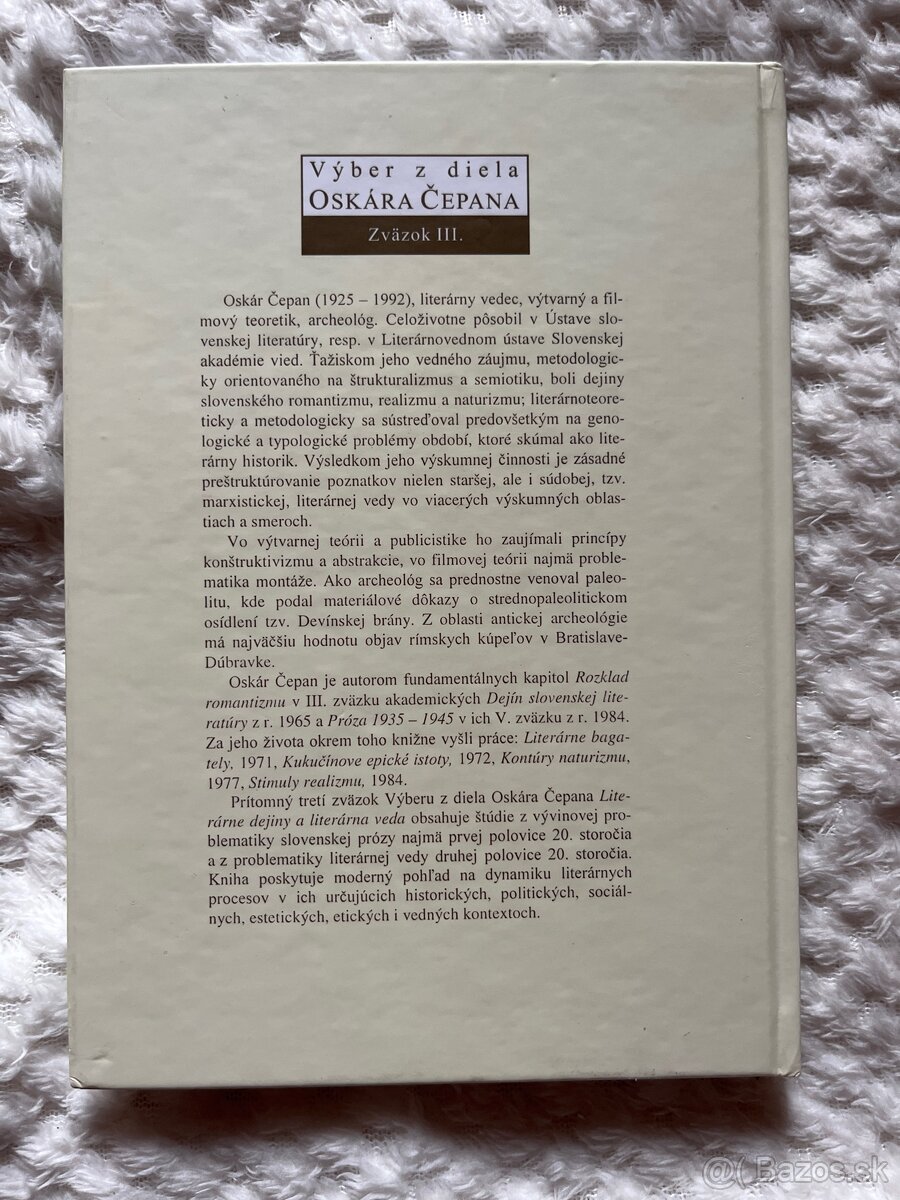 Výber z diela
OSKÁRA ČEPANA
Zväzok III.
Oskár Čepan (1925 – 1992), literárny vedec, výtvarný a fil-
mový teoretik, archeológ. Celoživotne pôsobil v Ústave slo-
venskej literatúry, resp. v Literárnovednom ústave Slovenskej
akadémie vied. Ťažiskom jeho vedného záujmu, metodologic-
ky orientovaného na štrukturalizmus a semiotiku, boli dejiny
slovenského romantizmu, realizmu a naturizmu; literárnoteore-
ticky a metodologicky sa sústreďoval predovšetkým na geno-
logické a typologické problémy období, ktoré skúmal ako lite-
rárny historik. Výsledkom jeho výskumnej činnosti je zásadné
preštruktúrovanie poznatkov nielen staršej, ale i súdobej, tzv.
marxistickej, literárnej vedy vo viacerých výskumných oblas-
tiach a smeroch.
Vo výtvarnej teórii a publicistike ho zaujímali princípy
konštruktivizmu a abstrakcie, vo filmovej teórii najmä proble-
matika montáže. Ako archeológ sa prednostne venoval paleo-
litu, kde podal materiálové dôkazy o strednopaleolitickom
osídlení tzv. Devínskej brány. Z oblasti antickej archeológie
má najväčšiu hodnotu objav rímskych kúpeľov v Bratislave-
Dúbravke.
Oskár Čepan je autorom fundamentálnych kapitol Rozklad
romantizmu v III. zväzku akademických Dejín slovenskej lite-
ratúry z r. 1965 a Próza 1935 – 1945 v ich V. zväzku z r. 1984.
Za jeho života okrem toho knižne vyšli práce: Literárne baga-
tely, 1971, Kukučínove epické istoty, 1972, Kontúry naturizmu,
1977, Stimuly realizmu, 1984.
Prítomný tretí zväzok Výberu z diela Oskára Čepana Lite-
rárne dejiny a literárna veda obsahuje štúdie z vývinovej pro-
blematiky slovenskej prózy najmä prvej polovice 20. storočia
a z problematiky literárnej vedy druhej polovice 20. storočia.
Kniha poskytuje moderný pohľad na dynamiku literárnych
procesov v ich určujúcich historických, politických, sociál-
nych, estetických, etických i vedných kontextoch.
@( Bazos.sk